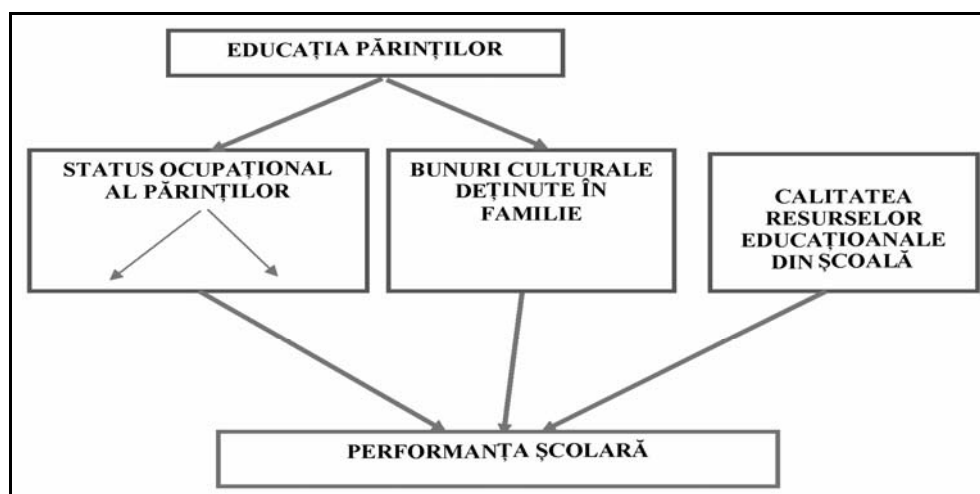 EDUCAȚIA PĂRINȚILOR
STATUS OCUPAȚIONAL
AL PĂRINȚILOR
BUNURI CULTURALE
DEȚINUTE ÎN
FAMILIE
CALITATEA
RESURSELOR
EDUCAȚIOANALE
DIN ȘCOALĂ
PERFORMANȚA ȘCOLARĂ